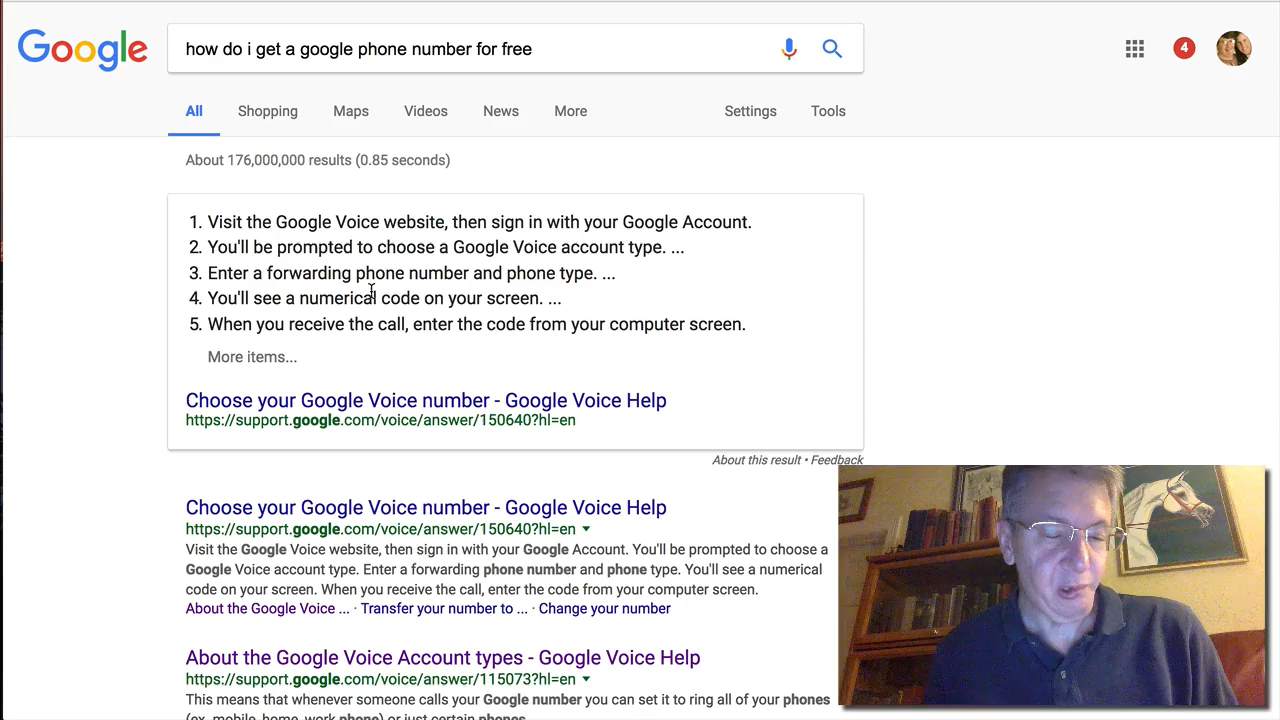 Google
how do i get a google phone number for free
4
All Shopping Maps Videos News More Settings Tools
About 176,000,000 results (0.85 seconds)
1. Visit the Google Voice website, then sign in with your Google Account.
2. You'll be prompted to choose a Google Voice account type. ...
3. Enter a forwarding phone number and phone type. ...
4. You'll see a numerical code on your screen. ...
5. When you receive the call, enter the code from your computer screen.
More items...
Choose your Google Voice number - Google Voice Help
https://support.google.com/voice/answer/150640?hl=en
About this result • Feedback
Choose your Google Voice number - Google Voice Help
https://support.google.com/voice/answer/150640?hl=en
Visit the Google Voice website, then sign in with your Google Account. You'll be prompted to choose a
Google Voice account type. Enter a forwarding phone number and phone type. You'll see a numerical
code on your screen. When you receive the call, enter the code from your computer screen.
About the Google Voice ... · Transfer your number to ... · Change your number
About the Google Voice Account types - Google Voice Help
https://support.google.com/voice/answer/115073?hl=en
This means that whenever someone calls your Google number you can set it to ring all of your phones
(ex. mobile, home, work phone) or just certain phones.